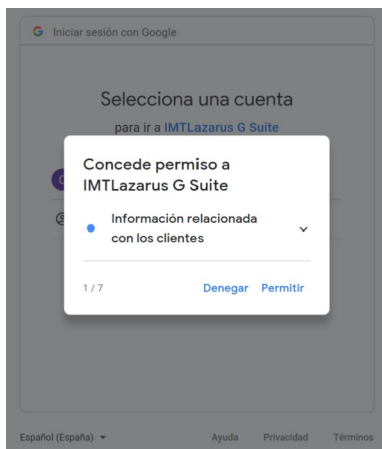 Iniciar sesión con Google
Selecciona una cuenta
para ir a IMTLazarus G Suite
Concede permiso a
IMTLazarus G Suite
Información relacionada
con los clientes
1 / 7
Denegar Permitir
Español (España)
Ayuda Privacidad Términos